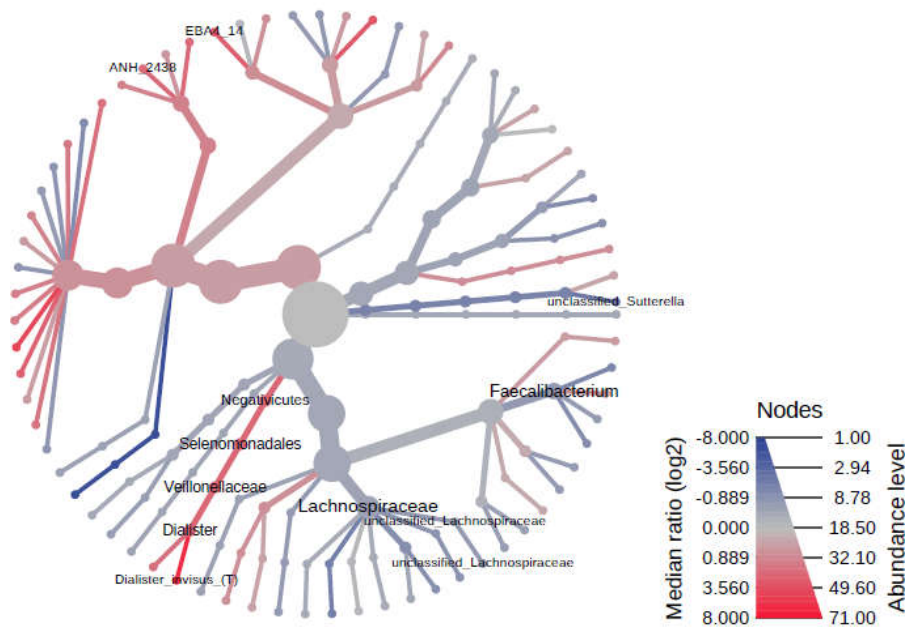 EBA4_14
ANH_2438
unclassified_Sutterella
Faecalibacterium
Negativicutes
Selenomonadales
Veillonellaceae
Lachnospiraceae
unclassified_Lachnospiraceae
Dialister
unclassified_Lachnospiraceae
Dialister_invisus_(T)
Nodes
Median ratio (log2)
Abundance level
-8.000 1.00
-3.560 2.94
-0.889 8.78
0.000 18.50
0.889 32.10
3.560 49.60
8.000 71.00